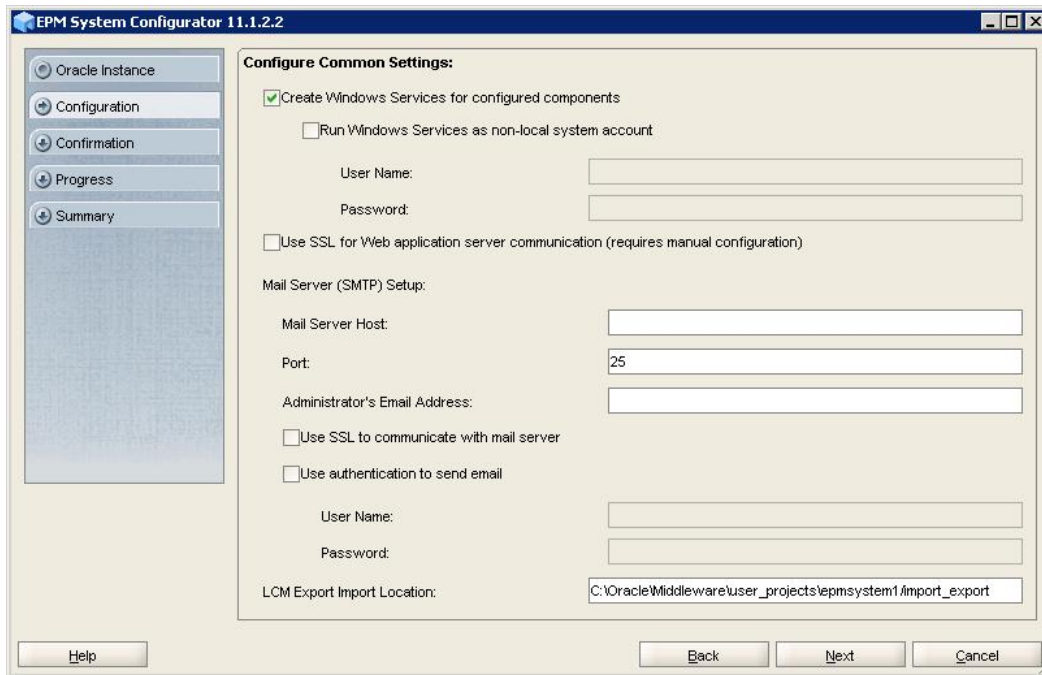 EPM System Configurator 11.1.2.2
Oracle Instance
Configuration
Confirmation
Progress
Summary
Configure Common Settings:
Create Windows Services for configured components
Run Windows Services as non-local system account
User Name:
Password:
Use SSL for Web application server communication (requires manual configuration)
Mail Server (SMTP) Setup:
Mail Server Host:
Port: 25
Administrator's Email Address:
Use SSL to communicate with mail server
Use authentication to send email
User Name:
Password:
LCM Export Import Location: C:\Oracle\Middleware\user_projects\epmsystem1/import_export
Help Back Next Cancel